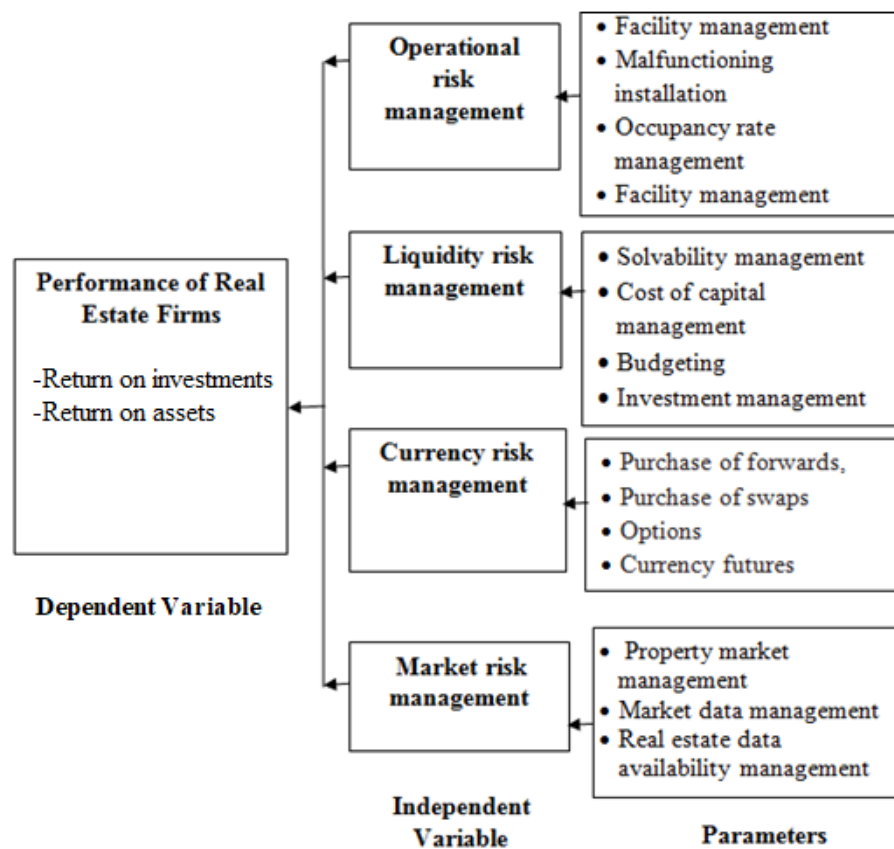 Performance of Real
Estate Firms
-Return on investments
-Return on assets
Dependent Variable
Operational
risk
management
Liquidity risk
management
Currency risk
management
Market risk
management
Independent
Variable
• Facility management
• Malfunctioning
installation
• Occupancy rate
management
• Facility management
• Solvability management
• Cost of capital
management
• Budgeting
• Investment management
• Purchase of forwards,
• Purchase of swaps
• Options
• Currency futures
• Property market
management
• Market data management
• Real estate data
availability management
Parameters